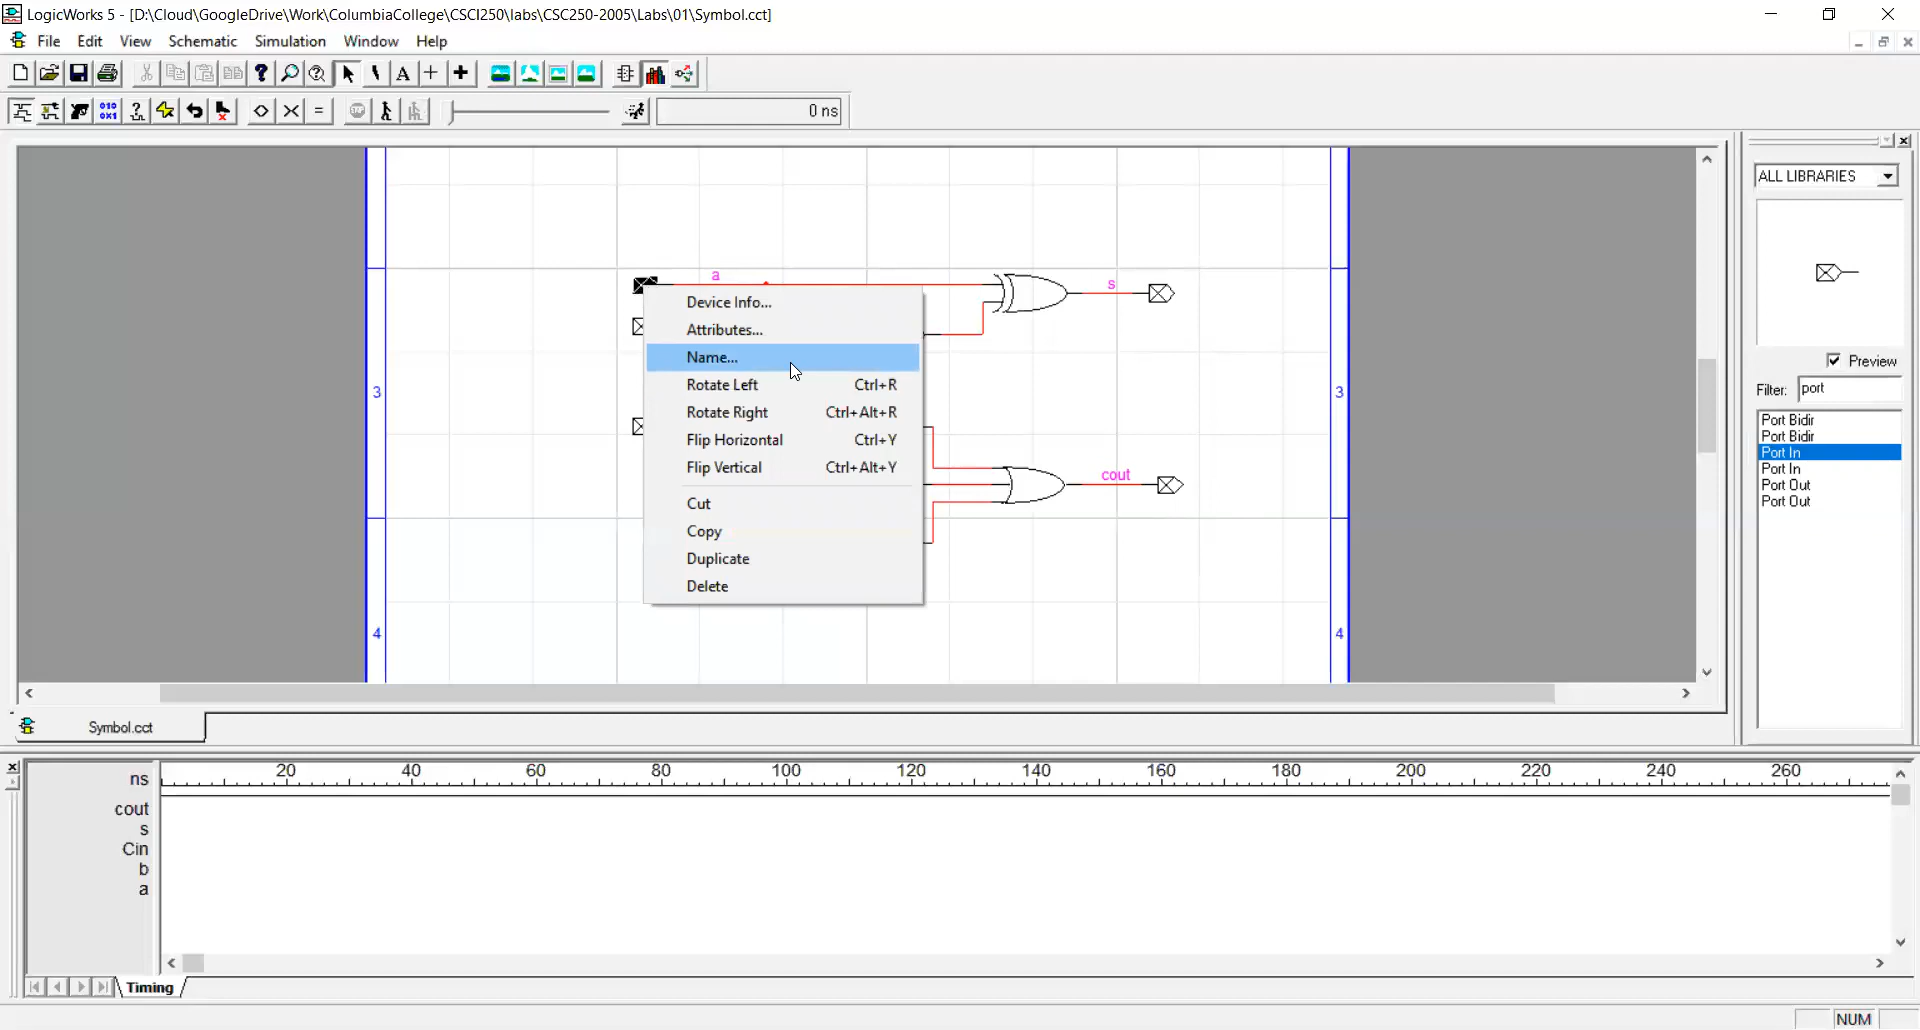 LogicWorks 5 - [D:\Cloud\GoogleDrive\Work\ColumbiaCollege\CSCI250\labs\CSC250-2005\Labs\01\Symbol.cct]
File Edit View Schematic Simulation Window Help
A
010
0X1
0 ns
ALL LIBRARIES
a
s
Device Info...
Attributes...
Name...
Rotate Left Ctrl+R
Rotate Right Ctrl+Alt+R
Flip Horizontal Ctrl+Y
Flip Vertical Ctrl+Alt+Y
Cut
Copy
Duplicate
Delete
cout
3 3
4 4
Preview
Filter: port
Port Bidir
Port Bidir
Port In
Port In
Port Out
Port Out
Symbol.cct
ns 20 40 60 80 100 120 140 160 180 200 220 240 260
cout
s
Cin
b
a
Timing
NUM